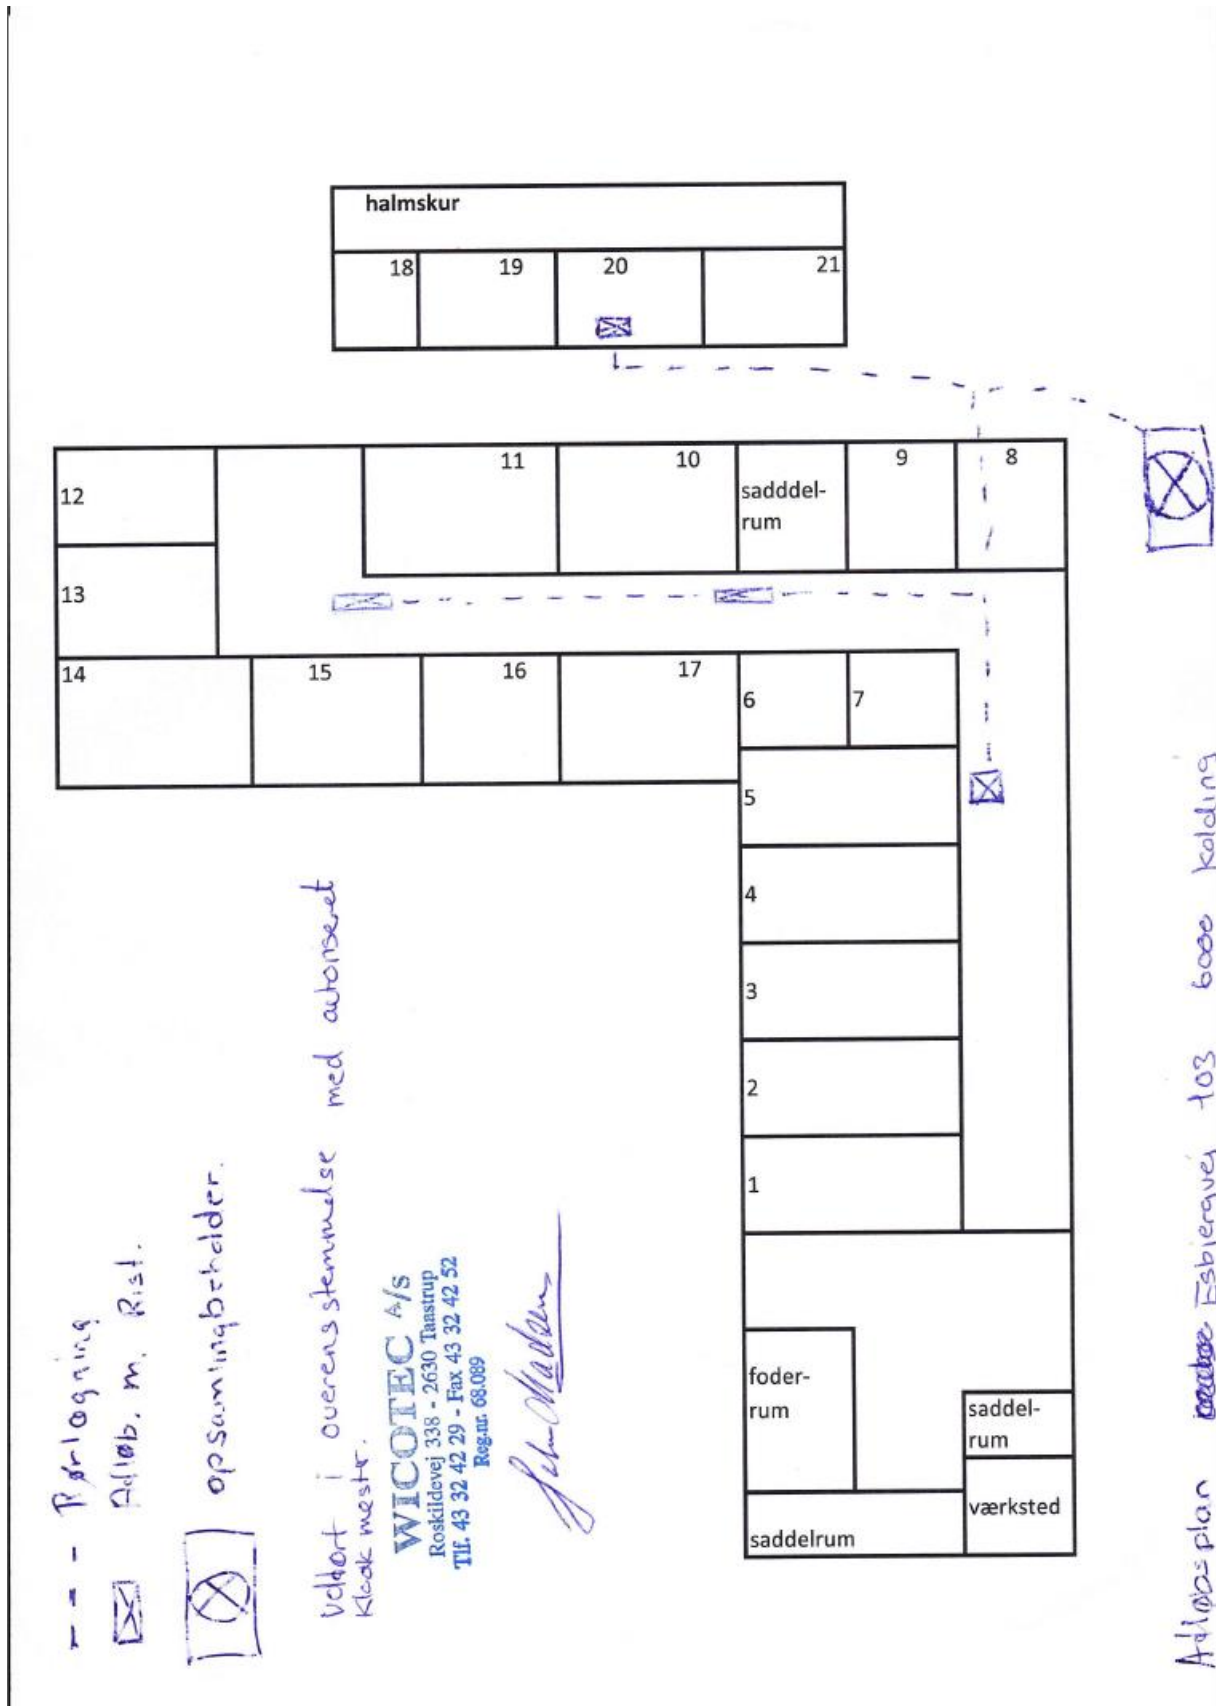 halmskur
18
19
20
21
12
11
10
sadddel-
rum
9
8
13
14
15
16
17
6
7
5
4
3
2
1
foder-
rum
saddel-
rum
værksted
saddelrum
Rørlogning
Afløb. m. Rist.
opsamlingbeholder.
i overensstemmelse med autoriseret
Kloak mester.
WICOTEC A/S
Roskildevej 338 - 2630 Taastrup
Tlf. 43 32 42 29 - Fax 43 32 42 52
Reg.nr. 68.089
Afløbsplan Esbjergvej 103 6000 kolding